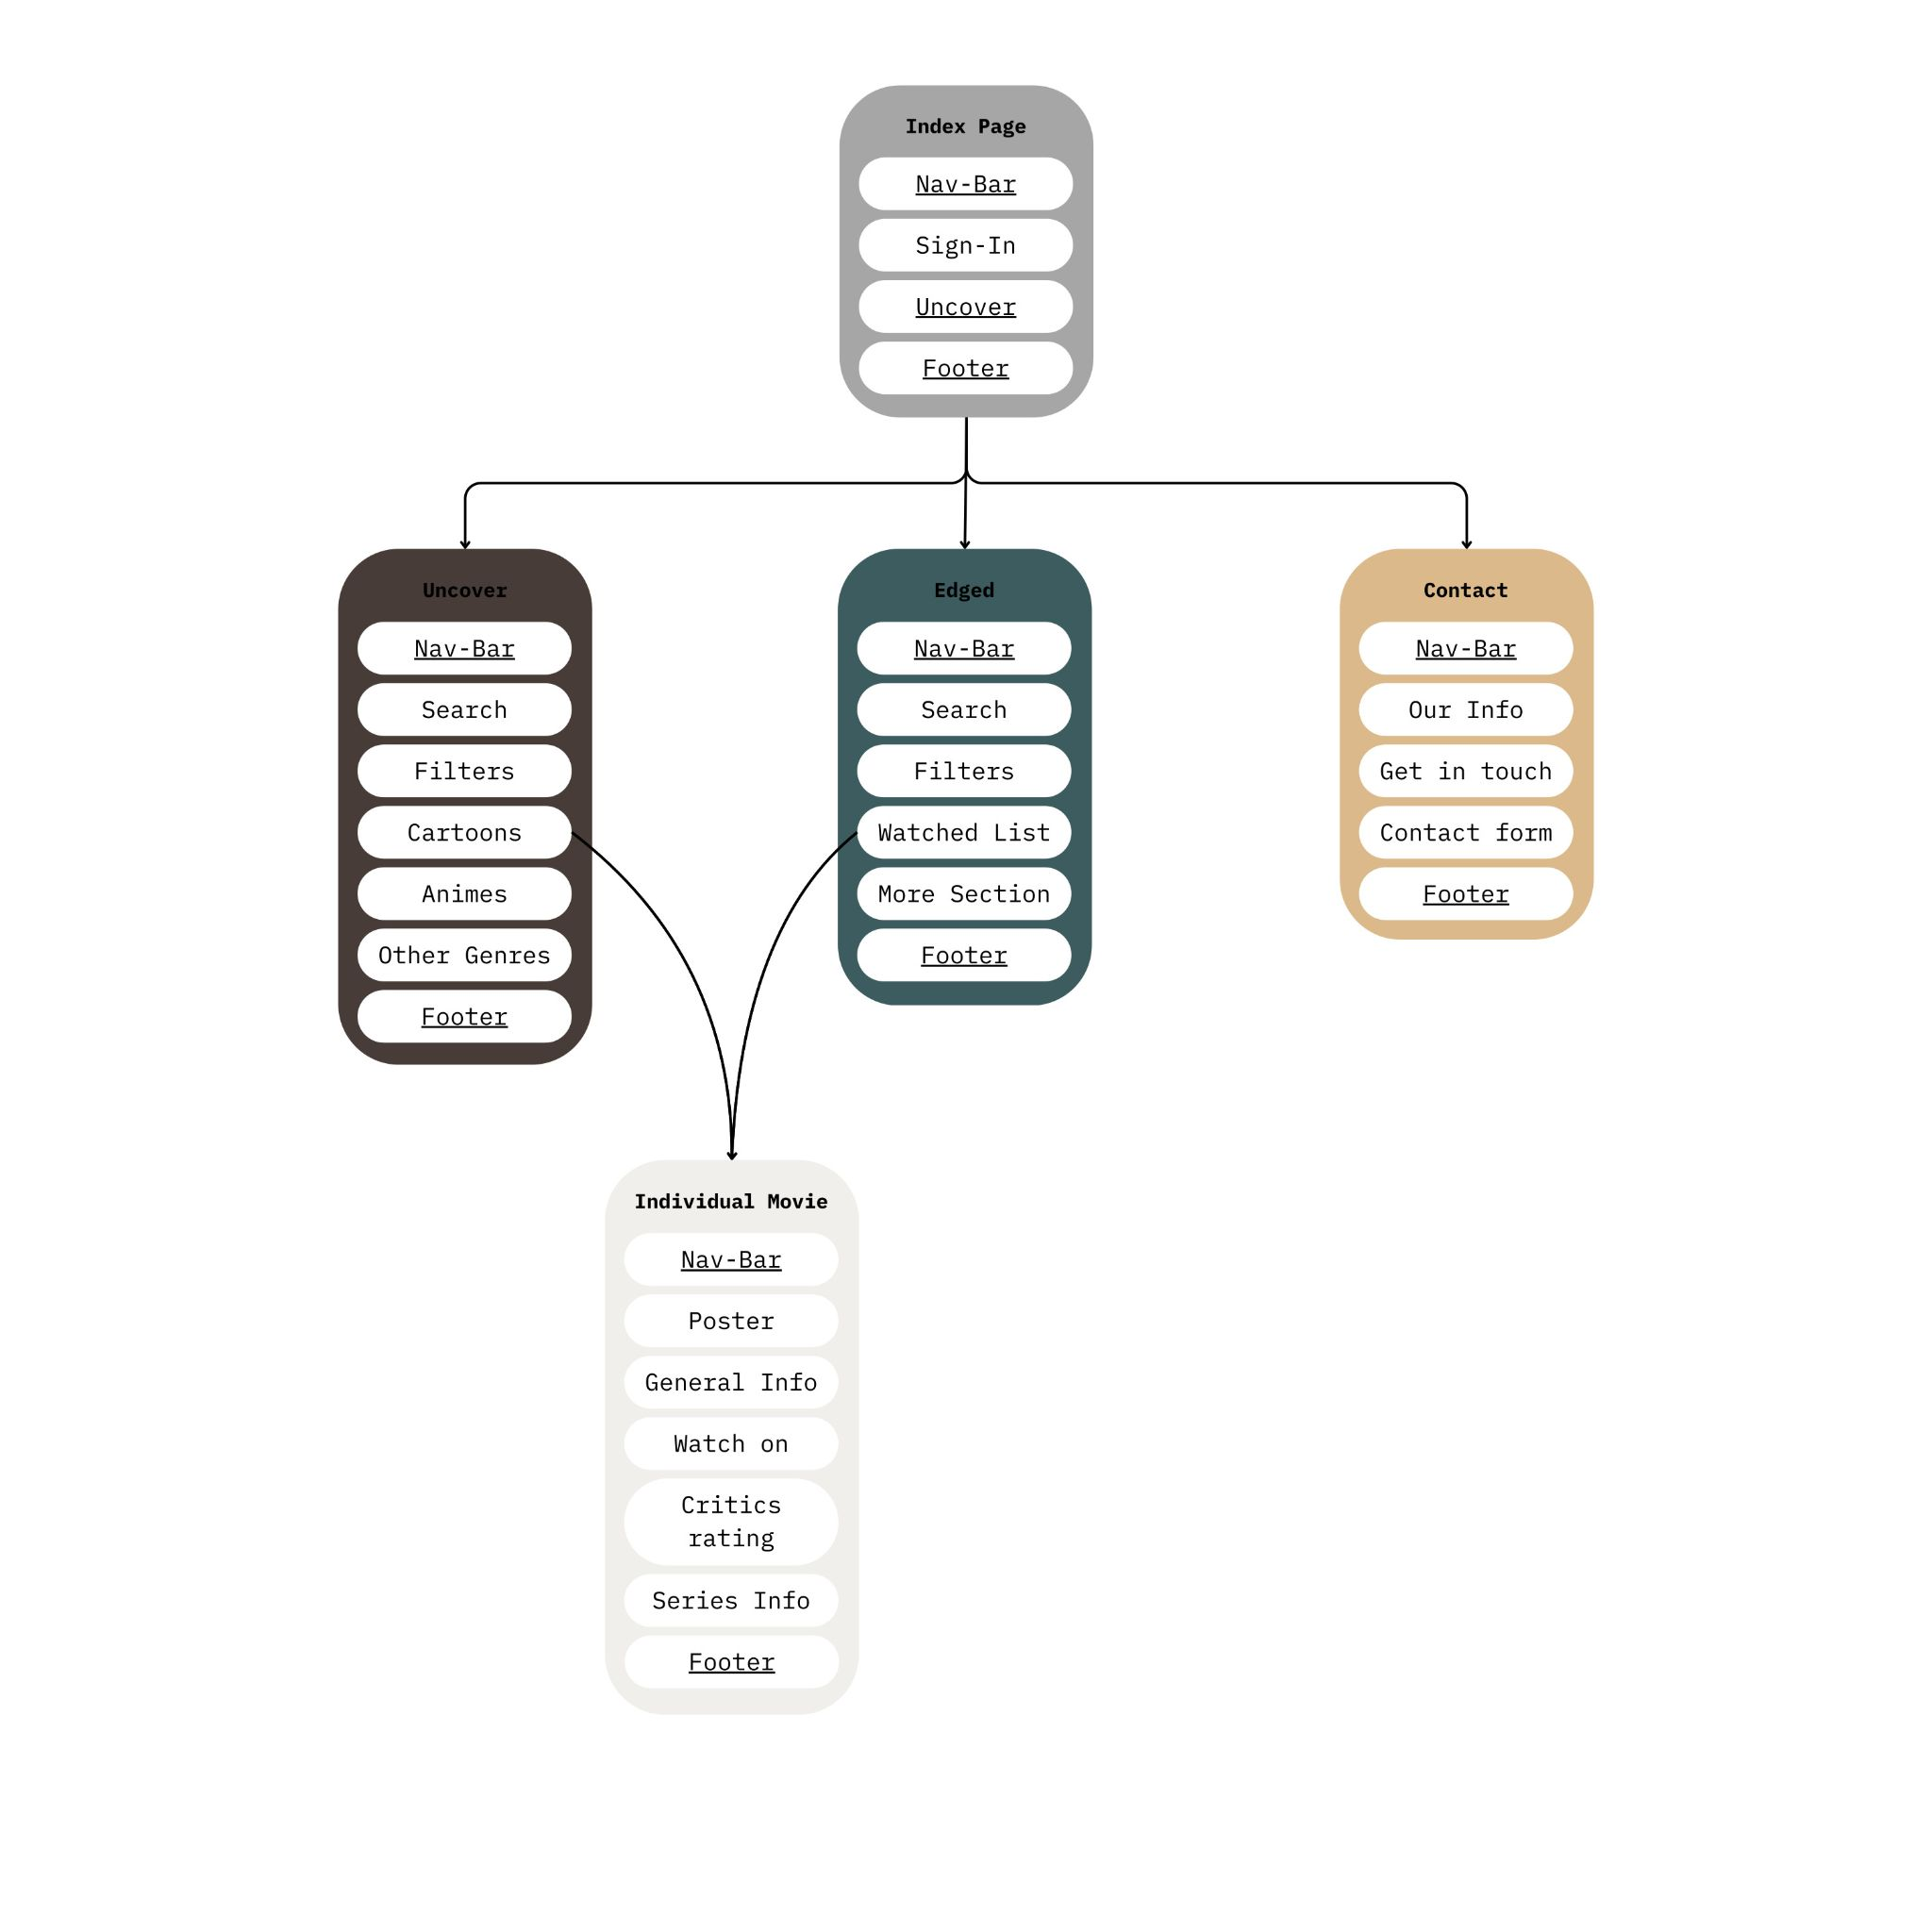 Index Page
Nav-Bar
Sign-In
Uncover
Footer
Uncover
Nav-Bar
Search
Filters
Cartoons
Animes
Other Genres
Footer
Edged
Nav-Bar
Search
Filters
Watched List
More Section
Footer
Contact
Nav-Bar
Our Info
Get in touch
Contact form
Footer
Individual Movie
Nav-Bar
Poster
General Info
Watch on
Critics
rating
Series Info
Footer